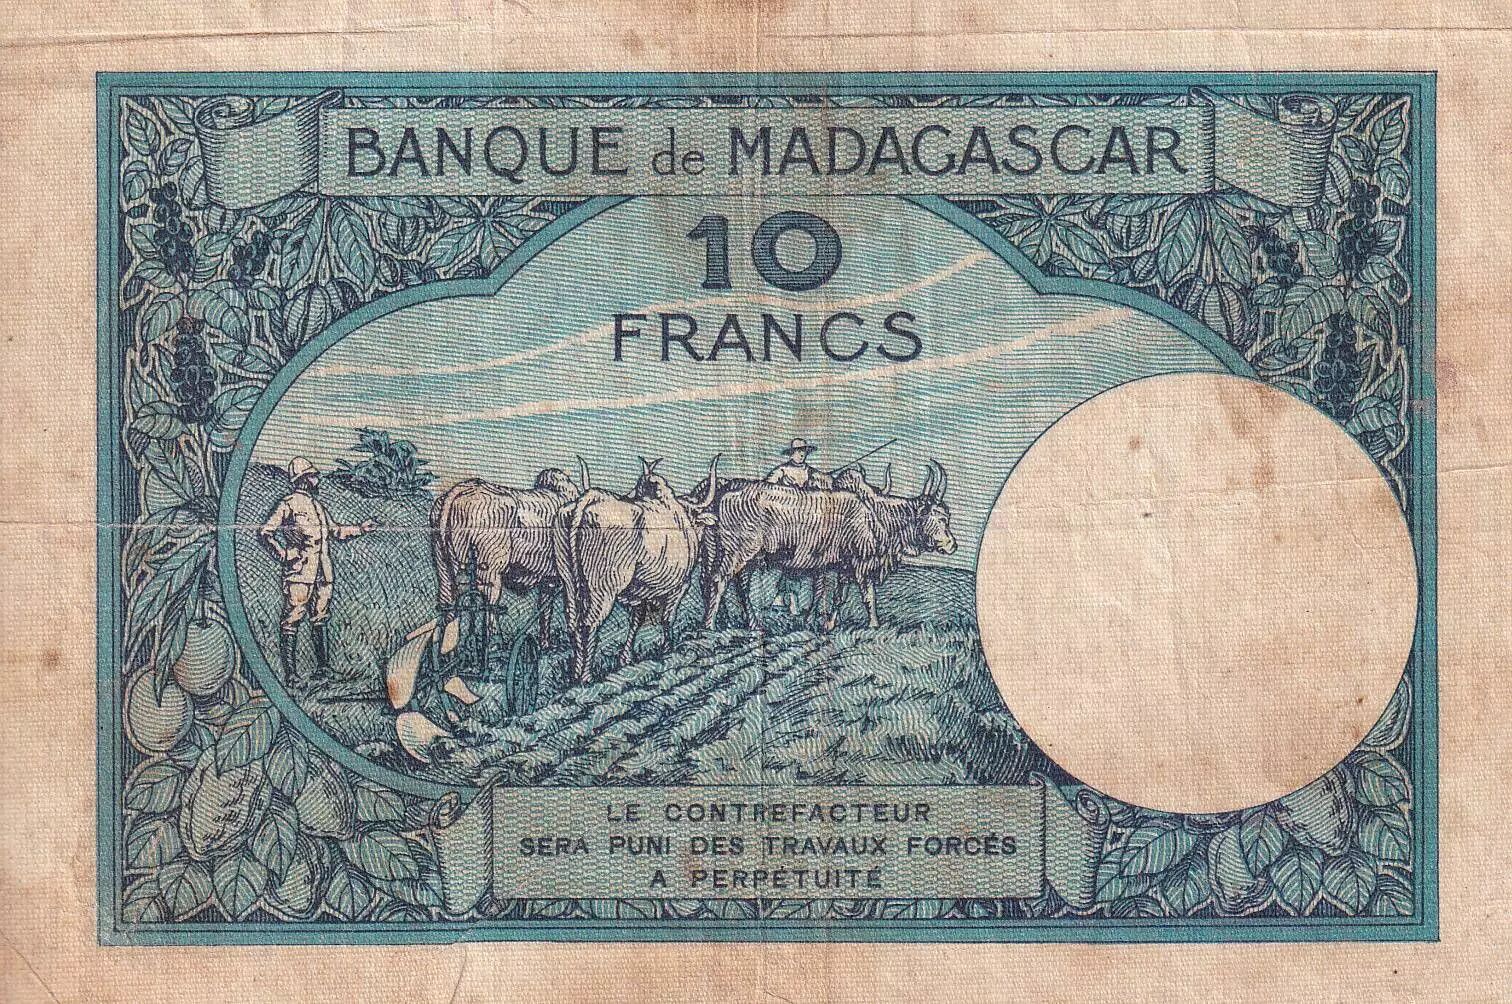 BANQUE de MADAGASCAR
10
FRANCS
LE CONTREFACTEUR
SERA PUNI DES TRAVAUX FORCÉS
A PERPÉTUITÉ